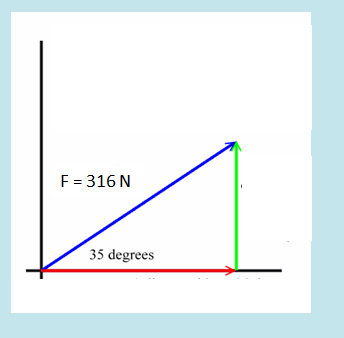 F = 316 N
35 degrees